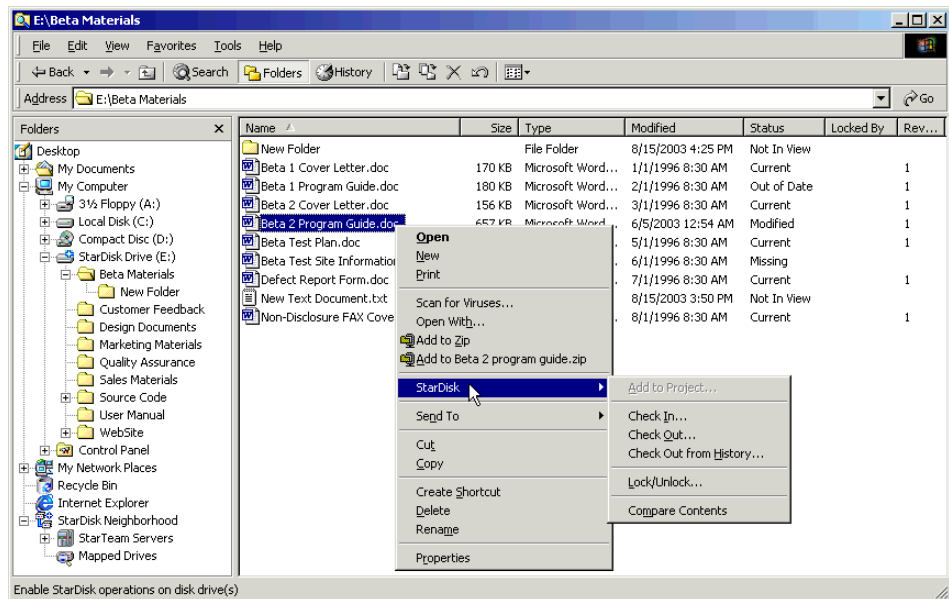 E:\Beta Materials
File Edit View Favorites Tools Help
Back Search Folders History
Address E:\Beta Materials Go
Folders
Desktop
My Documents
My Computer
3½ Floppy (A:)
Local Disk (C:)
Compact Disc (D:)
StarDisk Drive (E:)
Beta Materials
New Folder
Customer Feedback
Design Documents
Marketing Materials
Quality Assurance
Sales Materials
Source Code
User Manual
WebSite
Control Panel
My Network Places
Recycle Bin
Internet Explorer
StarDisk Neighborhood
StarTeam Servers
Mapped Drives
Name Size Type Modified Status Locked By Rev...
New Folder File Folder 8/15/2003 4:25 PM Not In View
Beta 1 Cover Letter.doc 170 KB Microsoft Word... 1/1/1996 8:30 AM Current 1
Beta 1 Program Guide.doc 180 KB Microsoft Word... 2/1/1996 8:30 AM Out of Date 1
Beta 2 Cover Letter.doc 156 KB Microsoft Word... 3/1/1996 8:30 AM Current 1
Beta 2 Program Guide.doc 657 KB Microsoft Word... 6/5/2003 12:54 AM Modified 1
Beta Test Plan.doc 5/1/1996 8:30 AM Current 1
Beta Test Site Information 6/1/1996 8:30 AM Missing
Defect Report Form.doc 7/1/1996 8:30 AM Current 1
New Text Document.txt 8/15/2003 3:50 PM Not In View
Non-Disclosure FAX Cove 8/1/1996 8:30 AM Current 1
Open
New
Print
Scan for Viruses...
Open With...
Add to Zip
Add to Beta 2 program guide.zip
StarDisk
Send To
Cut
Copy
Create Shortcut
Delete
Rename
Properties
Add to Project...
Check In...
Check Out...
Check Out from History...
Lock/Unlock...
Compare Contents
Enable StarDisk operations on disk drive(s)